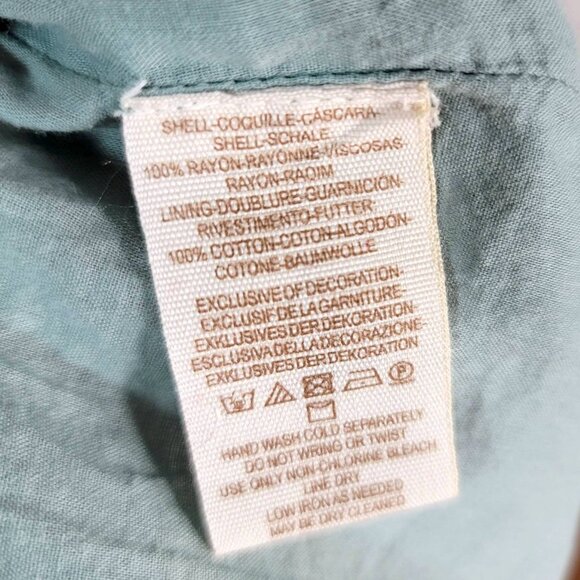 SHELL-COGUILLE-CÁSCARA-
SHELL-SCHALE
100% RAYON-RAYONNE-VISCOSAS-
RAYON-RAOIM
LINING-DOUBLURE-GUARNICIÓN-
RIVESTIMENTO-FUTTER-
100% COTTON-COTON-ALGODÓN-
COTONE-BAUMWOLLE
EXCLUSIVE OF DECORATION-
EXCLUSIF DE LA GARNITURE-
EXKLUSIVES DER DEKORATION-
ESCLUSIVA DELLA DECORAZIONE-
EXKLUSIVES DER DEKORATION
HAND WASH COLD SEPARATELY
DO NOT WRING OR TWIST
USE ONLY NON-CHLORINE BLEACH
LINE DRY
LOW IRON AS NEEDED
MAY BE DRY CLEANED